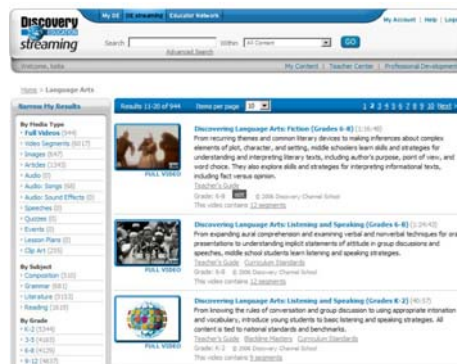 Discovery
EDUCATION
streaming
My DE
DE streaming
Educator Network
My Account | Help |
Search
Within
All Content
GO
Advanced Search
Welcome,
My Content | Teacher Center | Professional Development
Home > Language Arts
Narrow My Results
Results 11-20 of 944
Items per page
10
1 2 3 4 5 6 7 8 9 10 Next >
By Media Type
Full Videos (944)
Video Segments (6017)
Images (647)
Articles (1243)
Audio (0)
Audio: Songs (68)
Audio: Sound Effects (0)
Speeches (0)
Quizzes (0)
Events (0)
Lesson Plans (0)
Clip Art (255)
By Subject
Composition (310)
Grammar (681)
Literature (5153)
Reading (1619)
By Grade
K-2 (5344)
3-5 (4163)
6-8 (4125)
9-12 (4637)
FULL VIDEO
Discovering Language Arts: Fiction (Grades 6-8) (1:16:48)
From recurring themes and common literary devices to making inferences about complex
elements of plot, character, and setting, middle schoolers learn skills and strategies for
understanding and interpreting literary texts, including author's purpose, point of view, and
word choice. They also explore skills and strategies for interpreting informational texts,
including fact versus opinion.
Teacher's Guide
Grade: 6-8
© 2006 Discovery Channel School
This video contains 12 segments
FULL VIDEO
Discovering Language Arts: Listening and Speaking (Grades 6-8) (1:24:43)
From expanding aural comprehension and examining verbal and nonverbal techniques for oral
presentations to understanding implicit statements of attitude in group discussions and
speeches, middle school students learn listening and speaking strategies.
Teacher's Guide Curriculum Standards
Grade: 6-8 © 2006 Discovery Channel School
This video contains 12 segments
FULL VIDEO
Discovering Language Arts: Listening and Speaking (Grades K-2) (40:37)
From knowing the rules of conversation and group discussion to using appropriate intonation
and vocabulary, introduce young students to basic listening and speaking strategies. All
content is tied to national standards and benchmarks.
Teacher's Guide Blackline Masters Curriculum Standards
Grade: K-2 © 2006 Discovery Channel School
This video contains 9 segments